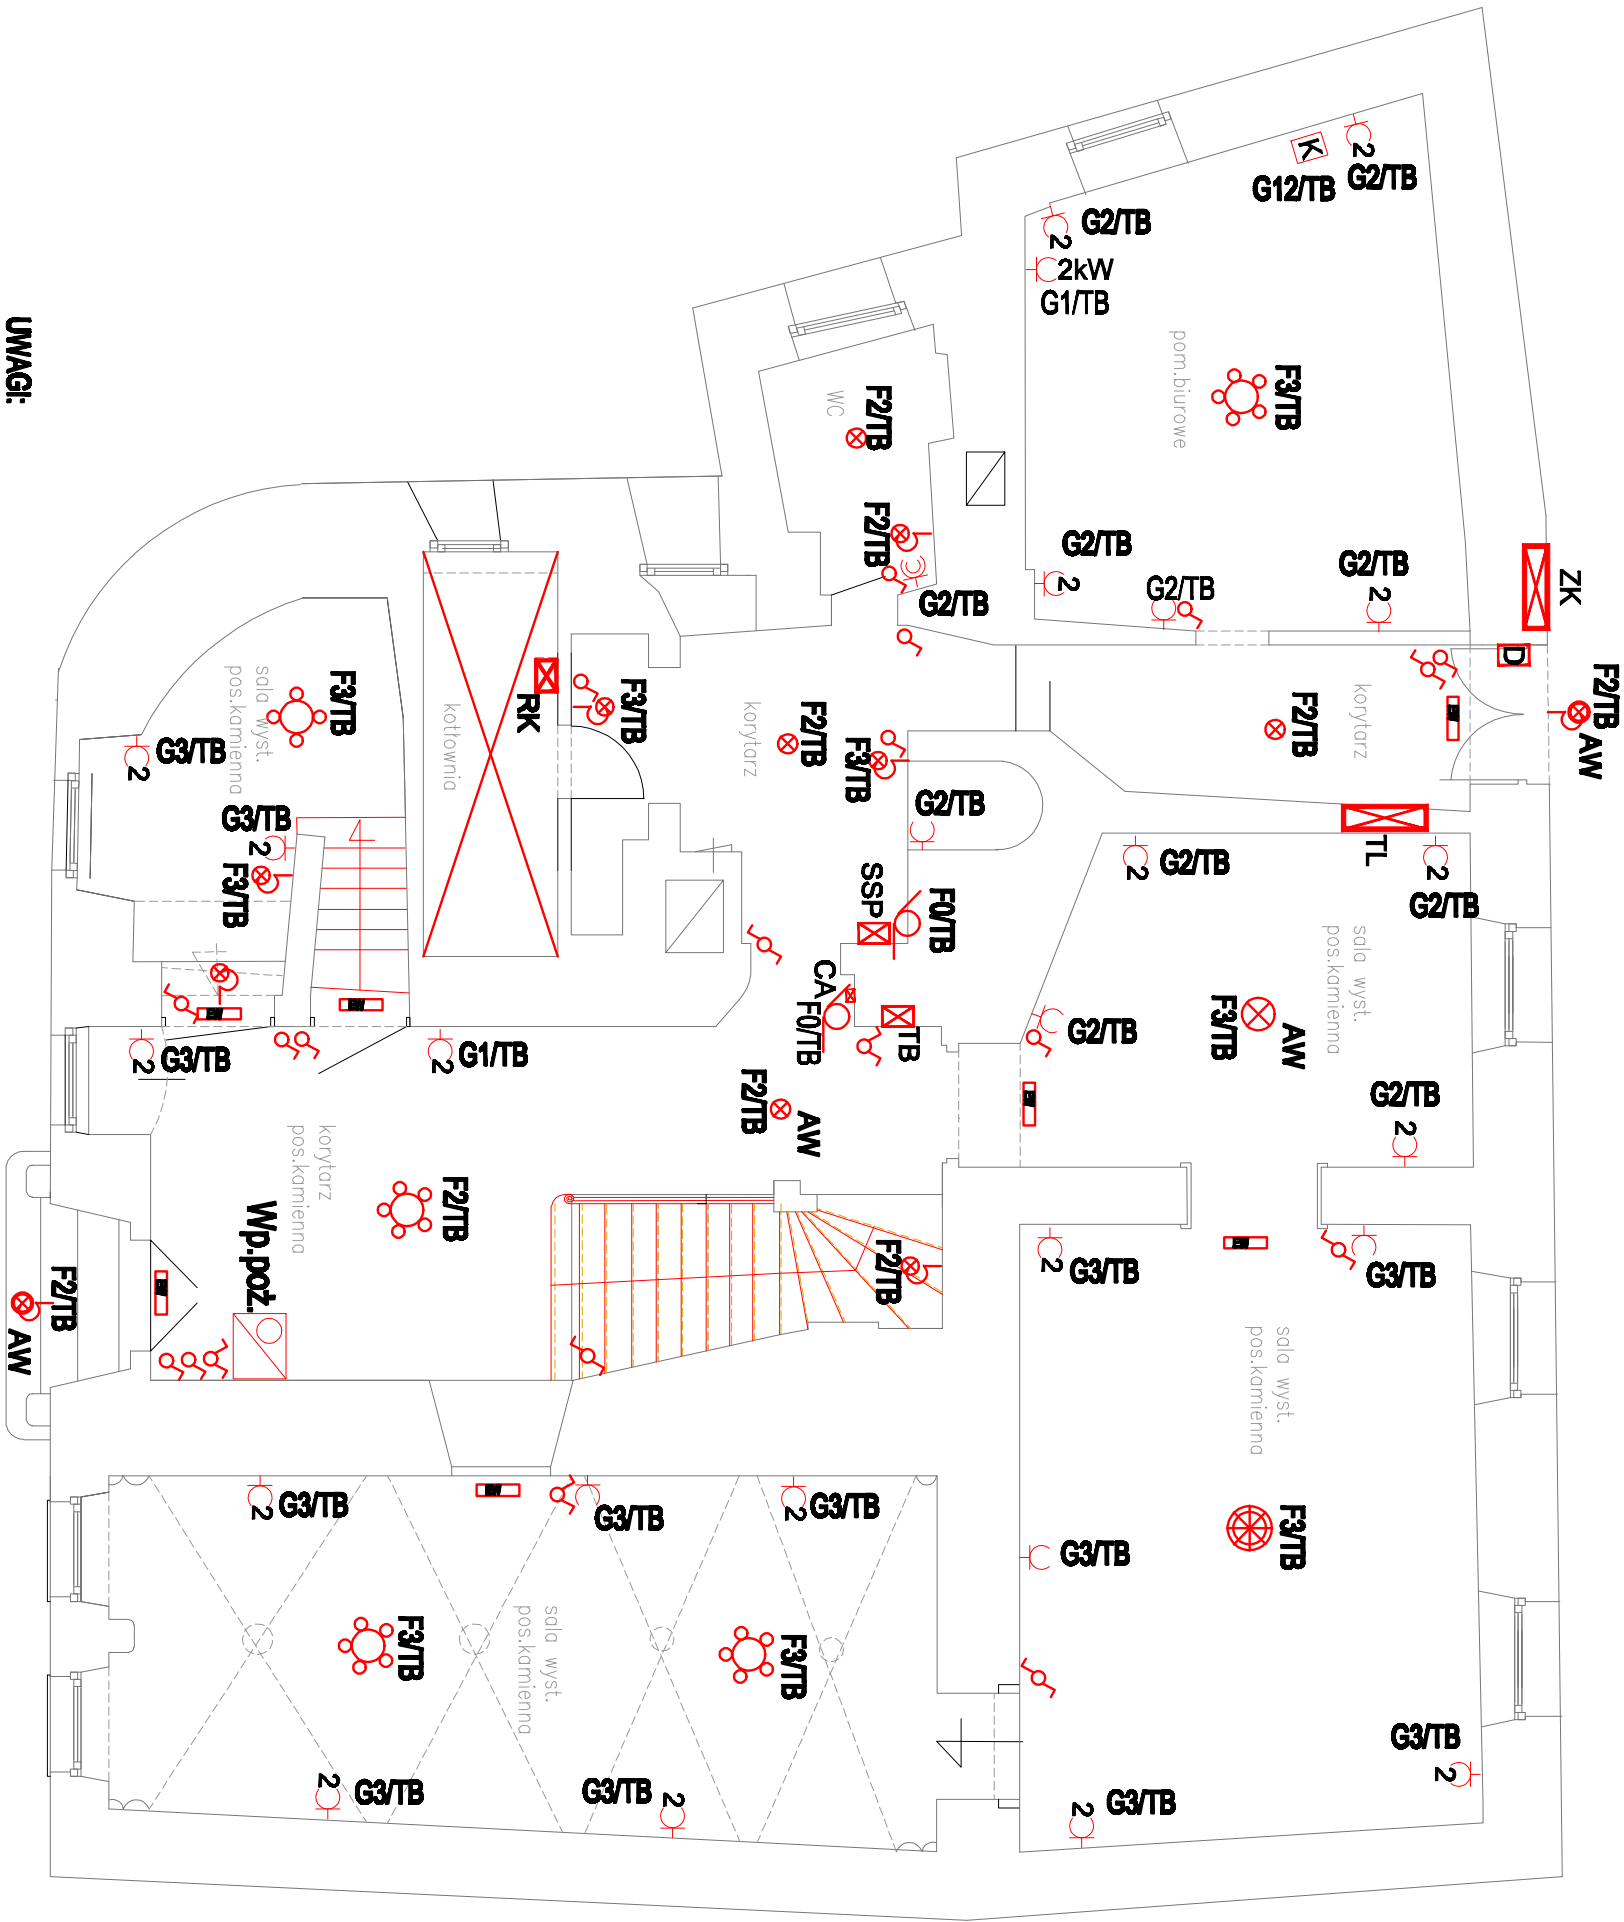 K
2
G2/TB
G12/TB
G2/TB
2
2kW
G1/TB
pom.biurowe
F3/TB
UWAGI:
WC
F2/TB
F2/TB
G2/TB
G2/TB
2
G2/TB
G2/TB
2
ZK
D
F2/TB
AW
F3/TB
sala wyst.
pos.kamienna
G3/TB
2
RK
F3/TB
kotłownia
korytarz
F2/TB
F3/TB
F2/TB
korytarz
G2/TB
TL
G3/TB
2
F3/TB
SSP
F0/TB
2
G2/TB
2
G2/TB
CA
F0/TB
TB
sala wyst.
pos.kamienna
F3/TB
AW
G2/TB
2
G3/TB
2
G1/TB
F2/TB
AW
G2/TB
2
korytarz
pos.kamienna
F2/TB
Wp.poż.
F2/TB
AW
F2/TB
2
G3/TB
G3/TB
sala wyst.
pos.kamienna
2
G3/TB
G3/TB
2
G3/TB
G3/TB
F3/TB
sala wyst.
pos.kamienna
F3/TB
F3/TB
2
G3/TB
G3/TB
2
G3/TB
2
2
G3/TB